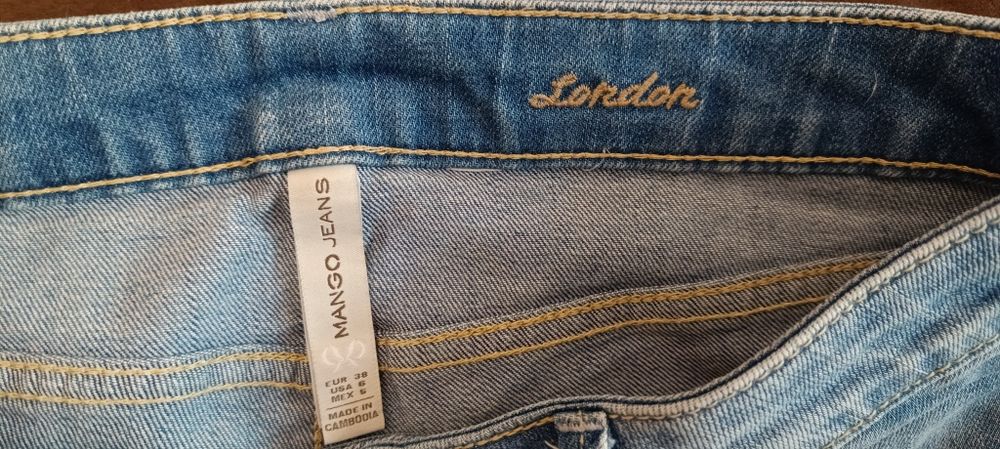 London
MANGO JEANS
EUR 38
USA 6
MEX 6
MADE IN
CAMBODIA